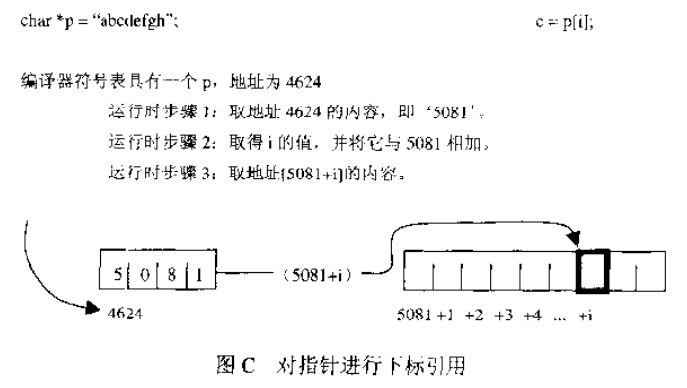 char *p = “abcdefgh”;
c = p[i];
编译器符号表具有一个 p，地址为 4624
运行时步骤 1：取地址 4624 的内容，即‘5081’。
运行时步骤 2：取得 i 的值，并将它与 5081 相加。
运行时步骤 3：取地址[5081+i]的内容。
5 0 8 1
（5081+i）
4624
5081 +1 +2 +3 +4 ... +i
图 C 对指针进行下标引用